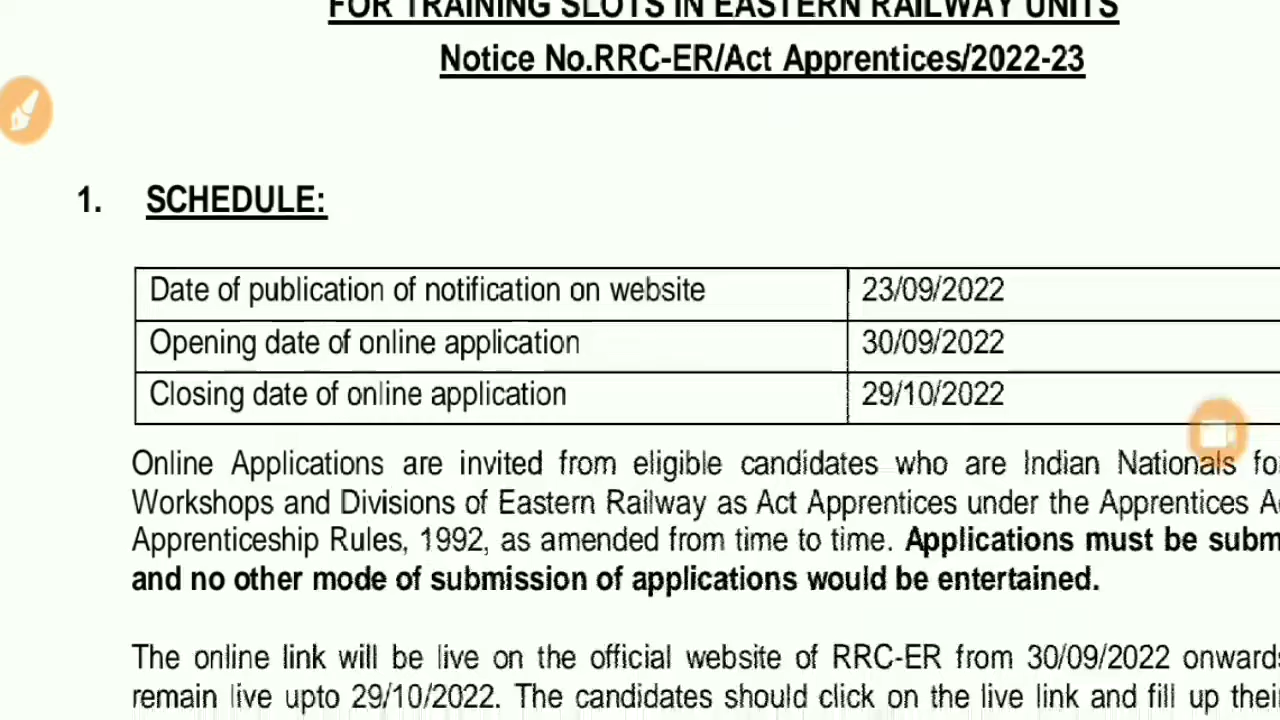 FOR TRAINING SLOTS IN EASTERN RAILWAY UNITS
Notice No.RRC-ER/Act Apprentices/2022-23
1. SCHEDULE:
Date of publication of notification on website 23/09/2022
Opening date of online application 30/09/2022
Closing date of online application 29/10/2022
Online Applications are invited from eligible candidates who are Indian Nationals fo
Workshops and Divisions of Eastern Railway as Act Apprentices under the Apprentices A
Apprenticeship Rules, 1992, as amended from time to time. Applications must be subm
and no other mode of submission of applications would be entertained.
The online link will be live on the official website of RRC-ER from 30/09/2022 onwards
remain live upto 29/10/2022. The candidates should click on the live link and fill up their